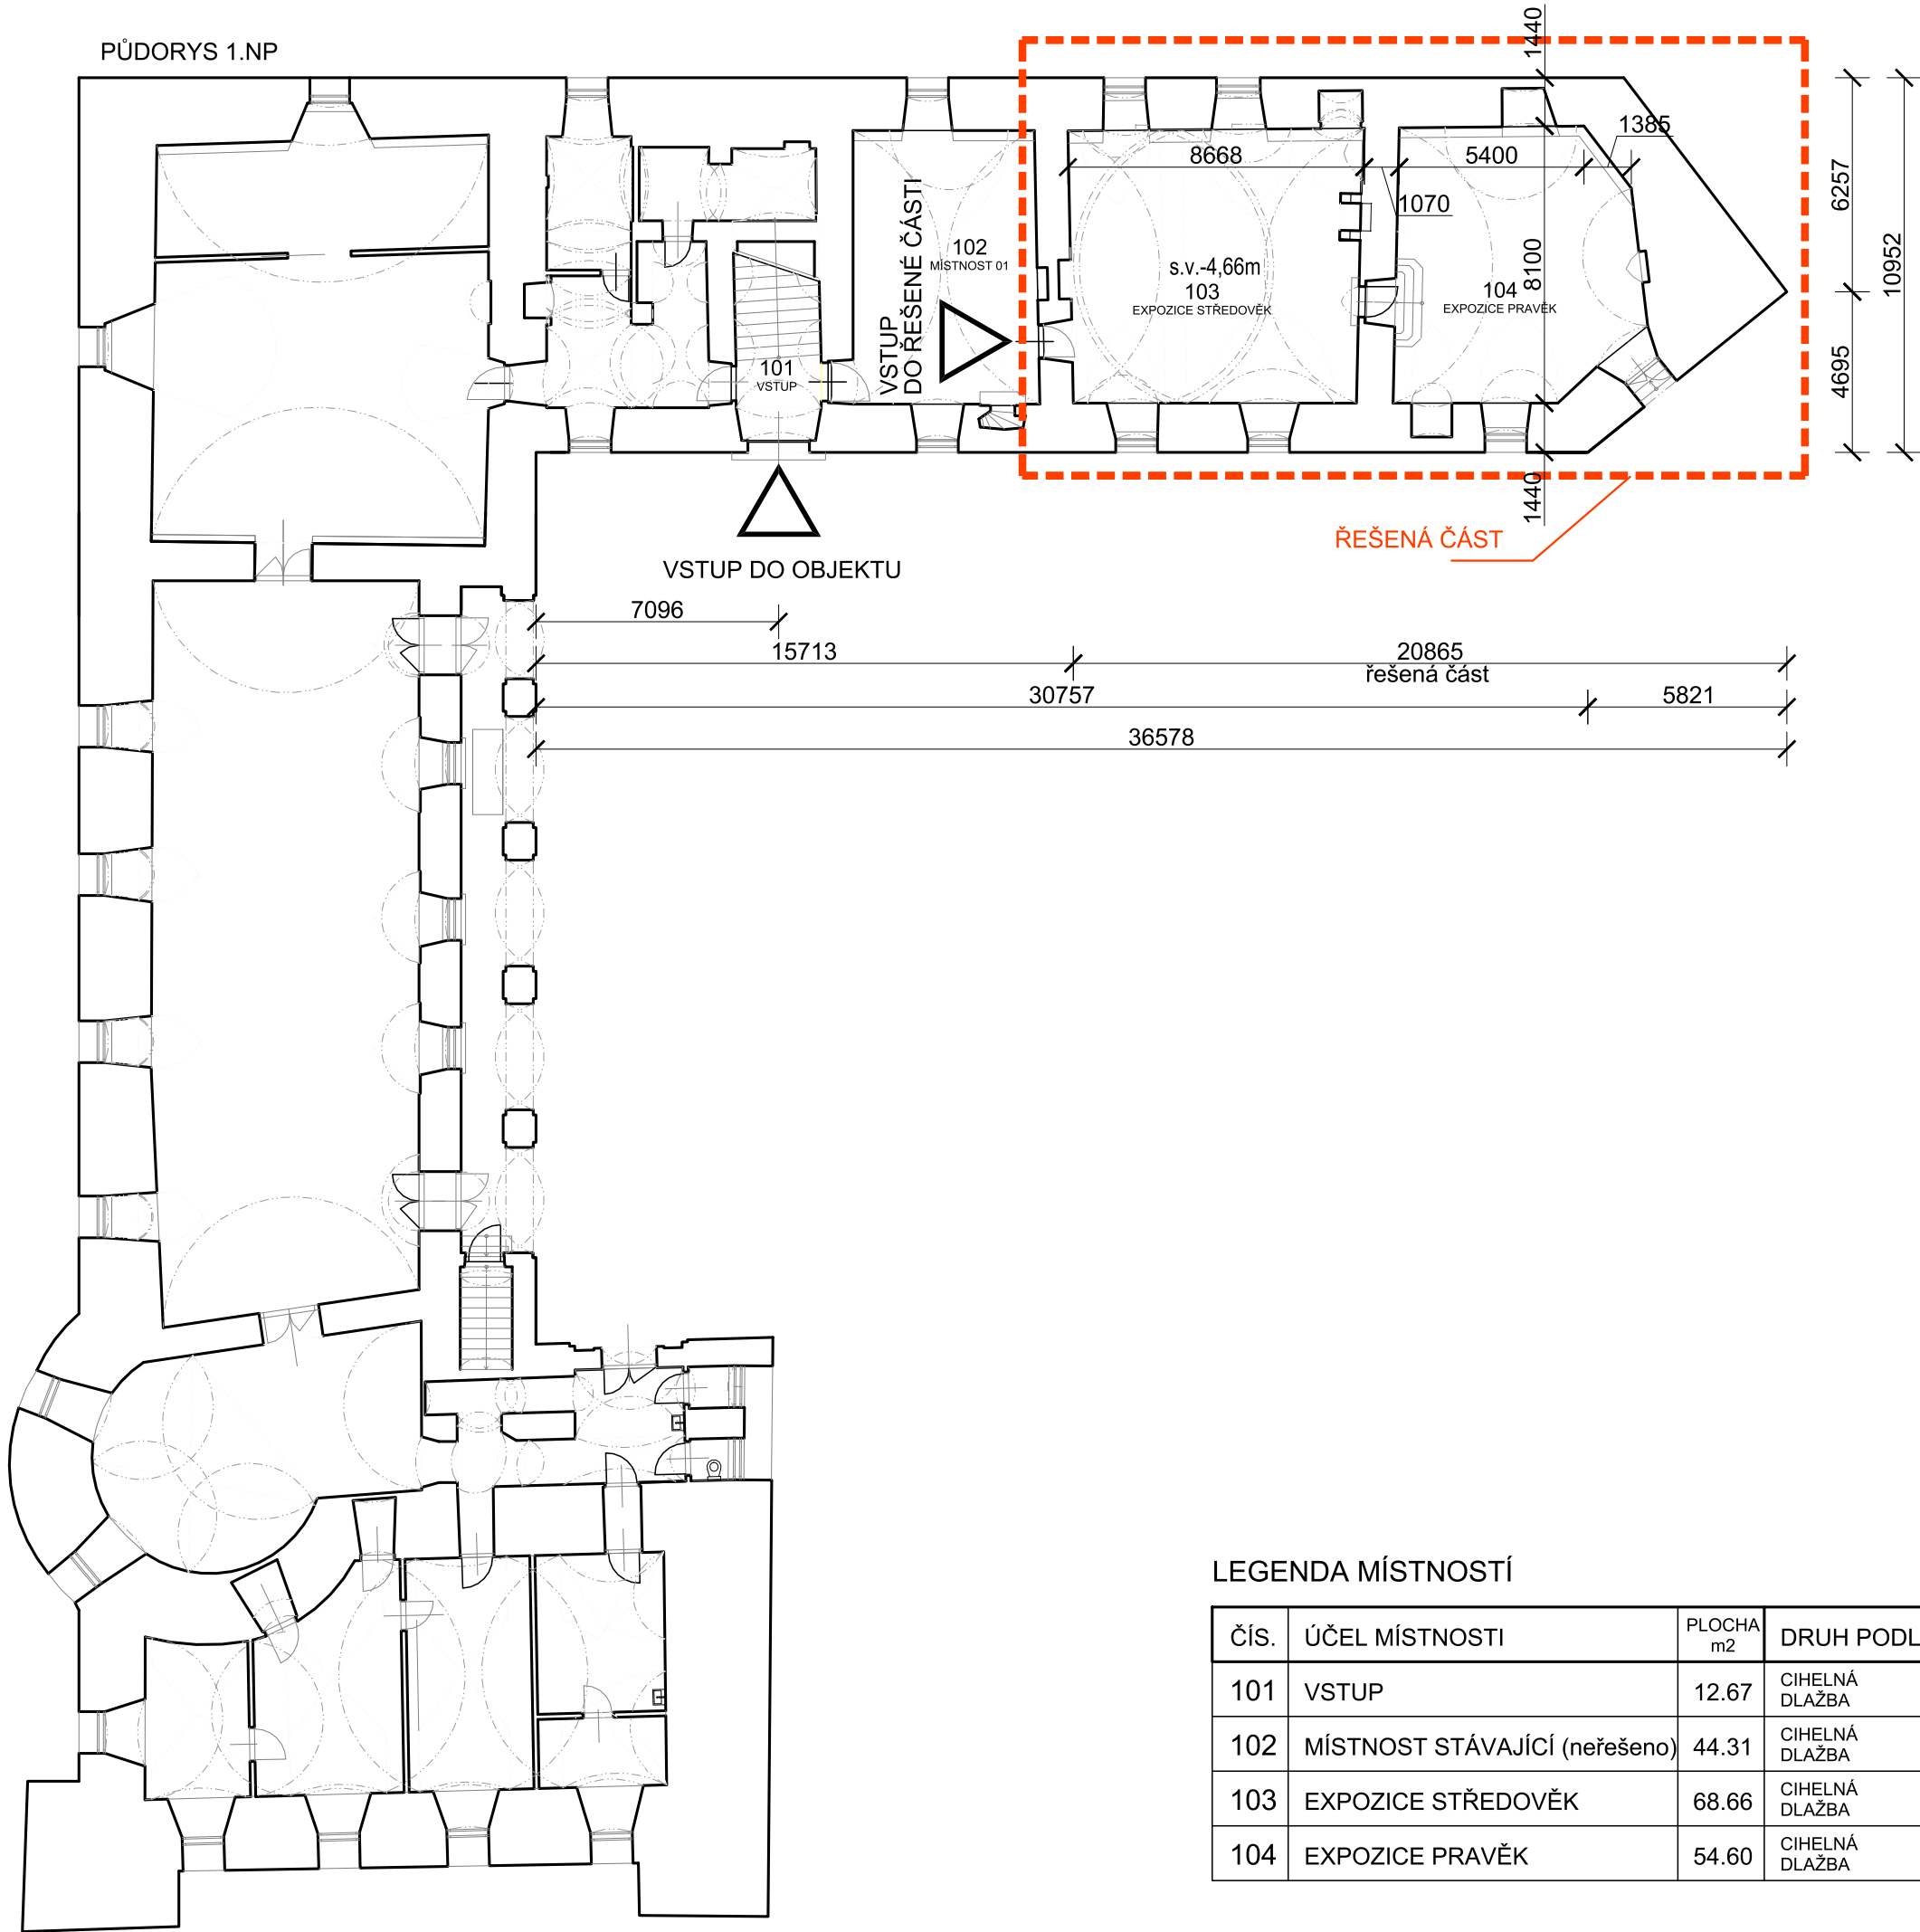 PŮDORYS 1.NP
1440
1385
8668
5400
1070
6257
10952
8100
4695
1440
VSTUP
DO ŘEŠENÉ ČÁSTI
102
MÍSTNOST 01
s.v.-4,66m
103
EXPOZICE STŘEDOVĚK
104
EXPOZICE PRAVĚK
101
VSTUP
ŘEŠENÁ ČÁST
VSTUP DO OBJEKTU
7096
15713
20865
řešená část
30757
5821
36578
LEGENDA MÍSTNOSTÍ
ČÍS. ÚČEL MÍSTNOSTI PLOCHA m2 DRUH PODL
101 VSTUP 12.67 CIHELNÁ DLAŽBA
102 MÍSTNOST STÁVAJÍCÍ (neřešeno) 44.31 CIHELNÁ DLAŽBA
103 EXPOZICE STŘEDOVĚK 68.66 CIHELNÁ DLAŽBA
104 EXPOZICE PRAVĚK 54.60 CIHELNÁ DLAŽBA